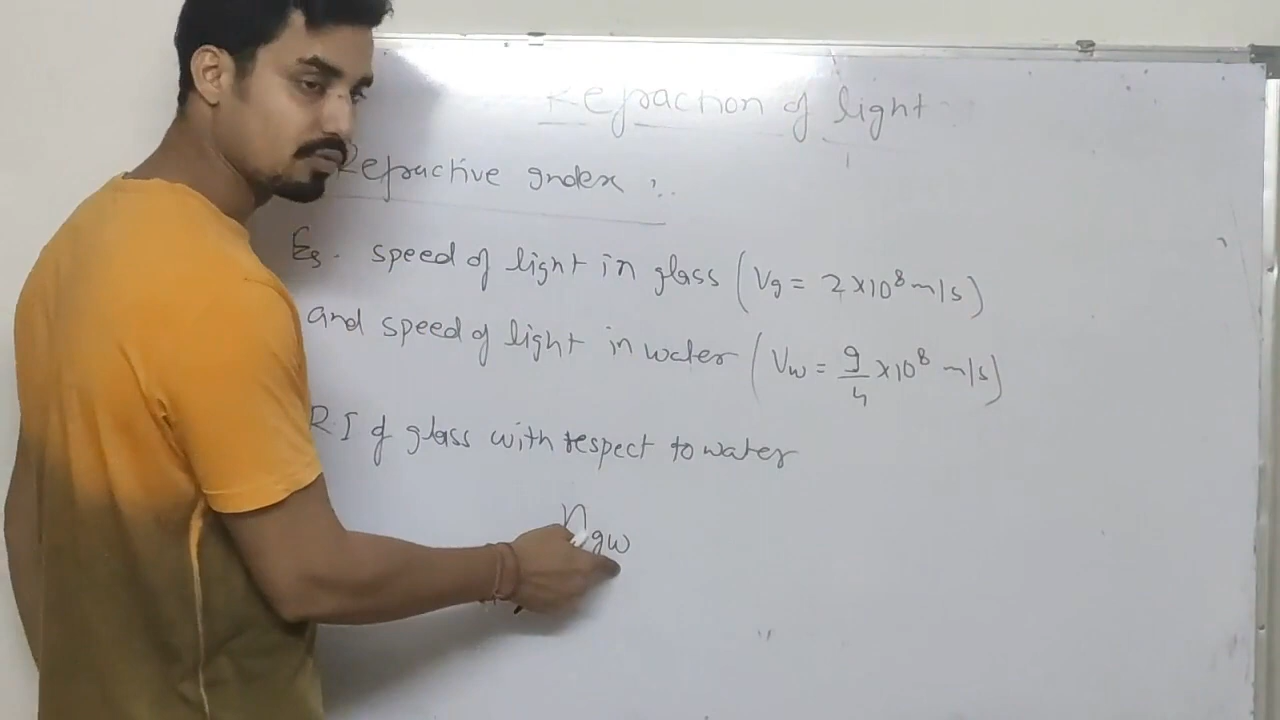 Refraction of light
Refractive index :.
Eg. speed of light in glass (Vg = 2×10⁸ m/s)
and speed of light in water (Vw = 9/4 ×10⁸ m/s)
RI of glass with respect to water
ngw